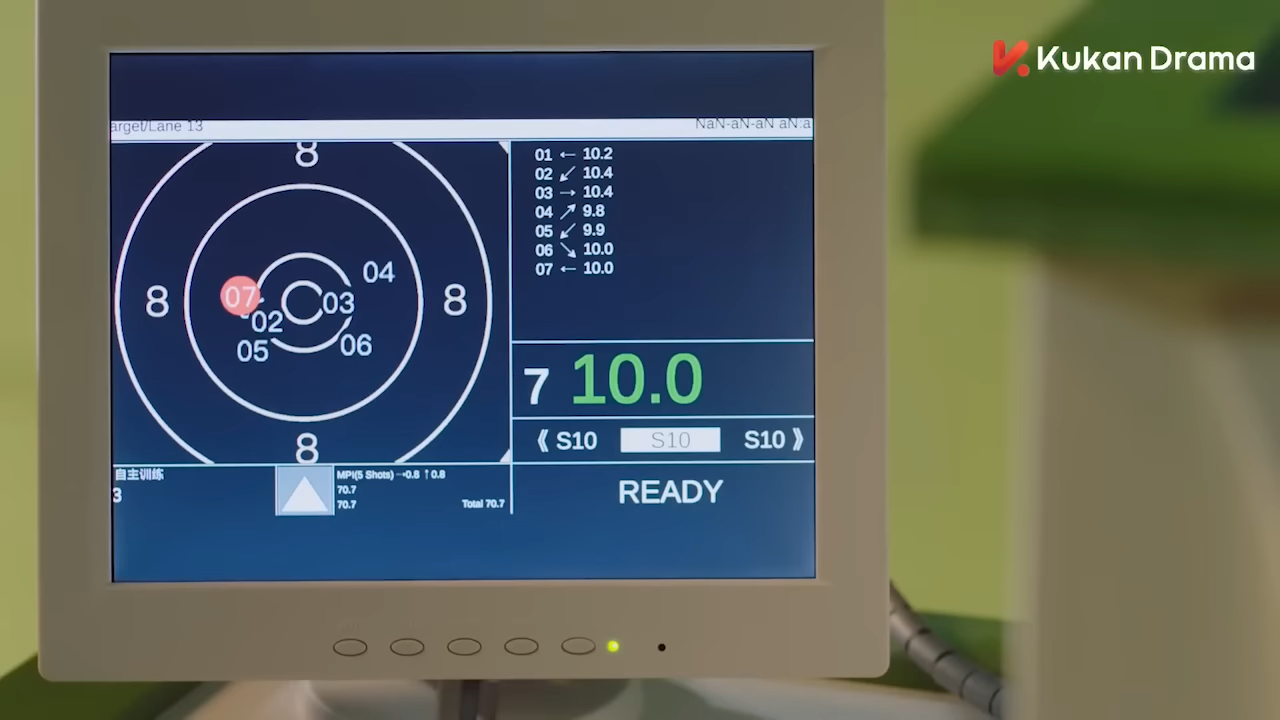 Kukan Drama
arget/Lane 13
NaN-aN-aN aN:a
8
8
8
8
07
04
03
02
05
06
01 ← 10.2
02 ↙ 10.4
03 → 10.4
04 ↗ 9.8
05 ↙ 9.9
06 ↘ 10.0
07 ← 10.0
7 10.0
⟪ S10 S10 S10 ⟫
READY
自主训练
3
MPI(5 Shots) →0.8 ↑0.8
70.7
70.7
Total 70.7